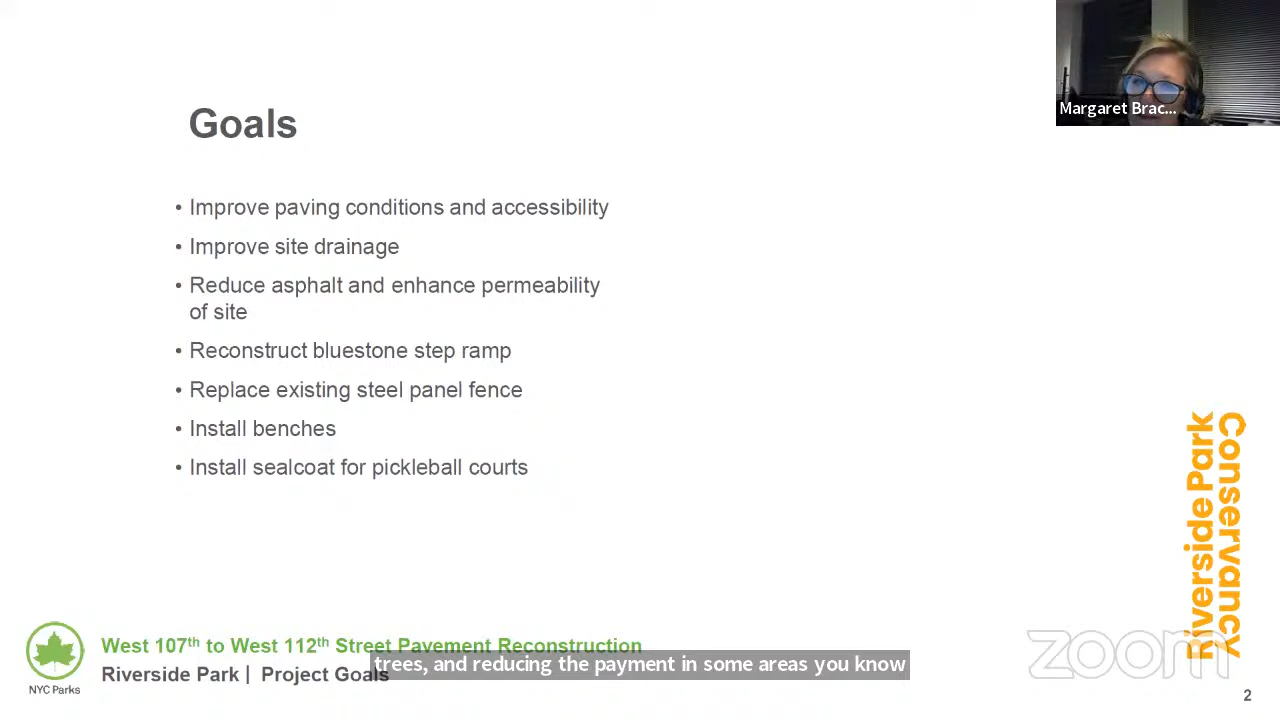 Margaret Brac...
Goals
• Improve paving conditions and accessibility
• Improve site drainage
• Reduce asphalt and enhance permeability
of site
• Reconstruct bluestone step ramp
• Replace existing steel panel fence
• Install benches
• Install sealcoat for pickleball courts
Riverside Park
Conservancy
West 107th to West 112th Street Pavement Reconstruction
Riverside Park | Project Goals
trees, and reducing the payment in some areas you know
NYC Parks
zoom
2